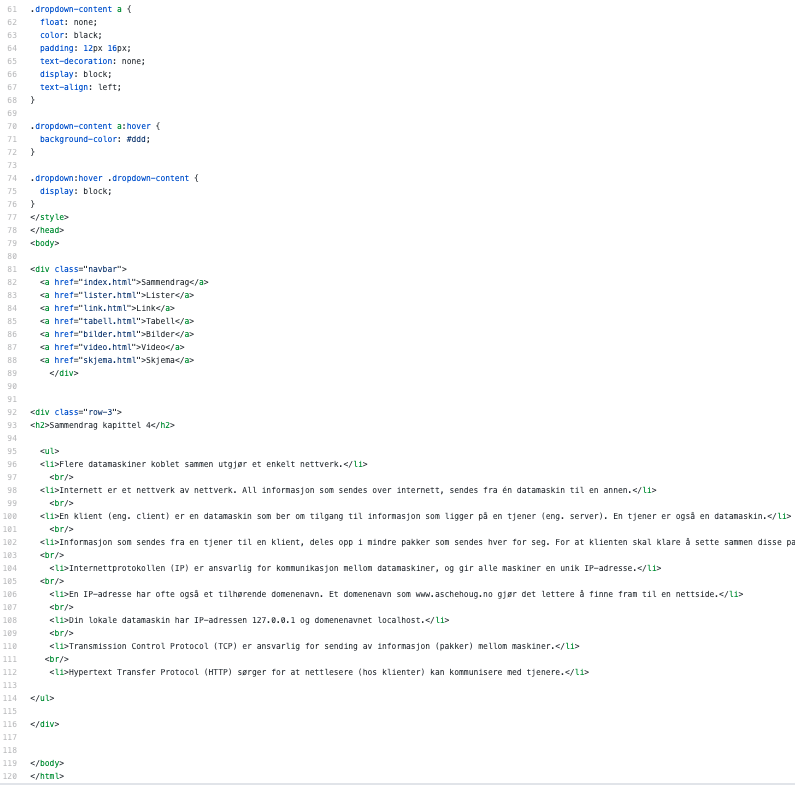 61 .dropdown-content a {
62   float: none;
63   color: black;
64   padding: 12px 16px;
65   text-decoration: none;
66   display: block;
67   text-align: left;
68 }
69
70 .dropdown-content a:hover {
71   background-color: #ddd;
72 }
73
74 .dropdown:hover .dropdown-content {
75   display: block;
76 }
77 </style>
78 </head>
79 <body>
80
81 <div class="navbar">
82   <a href="index.html">Sammendrag</a>
83   <a href="lister.html">Lister</a>
84   <a href="link.html">Link</a>
85   <a href="tabell.html">Tabell</a>
86   <a href="bilder.html">Bilder</a>
87   <a href="video.html">Video</a>
88   <a href="skjema.html">Skjema</a>
89     </div>
90
91
92 <div class="row-3">
93 <h2>Sammendrag kapittel 4</h2>
94
95   <ul>
96   <li>Flere datamaskiner koblet sammen utgjør et enkelt nettverk.</li>
97     <br/>
98   <li>Internett er et nettverk av nettverk. All informasjon som sendes over internett, sendes fra én datamaskin til en annen.</li>
99     <br/>
100   <li>En klient (eng. client) er en datamaskin som ber om tilgang til informasjon som ligger på en tjener (eng. server). En tjener er også en datamaskin.</li>
101     <br/>
102   <li>Informasjon som sendes fra en tjener til en klient, deles opp i mindre pakker som sendes hver for seg. For at klienten skal klare å sette sammen disse pa
103   <br/>
104     <li>Internettprotokollen (IP) er ansvarlig for kommunikasjon mellom datamaskiner, og gir alle maskiner en unik IP-adresse.</li>
105   <br/>
106     <li>En IP-adresse har ofte også et tilhørende domenenavn. Et domenenavn som www.aschehoug.no gjør det lettere å finne fram til en nettside.</li>
107     <br/>
108     <li>Din lokale datamaskin har IP-adressen 127.0.0.1 og domenenavnet localhost.</li>
109     <br/>
110     <li>Transmission Control Protocol (TCP) er ansvarlig for sending av informasjon (pakker) mellom maskiner.</li>
111    <br/>
112     <li>Hypertext Transfer Protocol (HTTP) sørger for at nettlesere (hos klienter) kan kommunisere med tjenere.</li>
113
114 </ul>
115
116 </div>
117
118
119 </body>
120 </html>